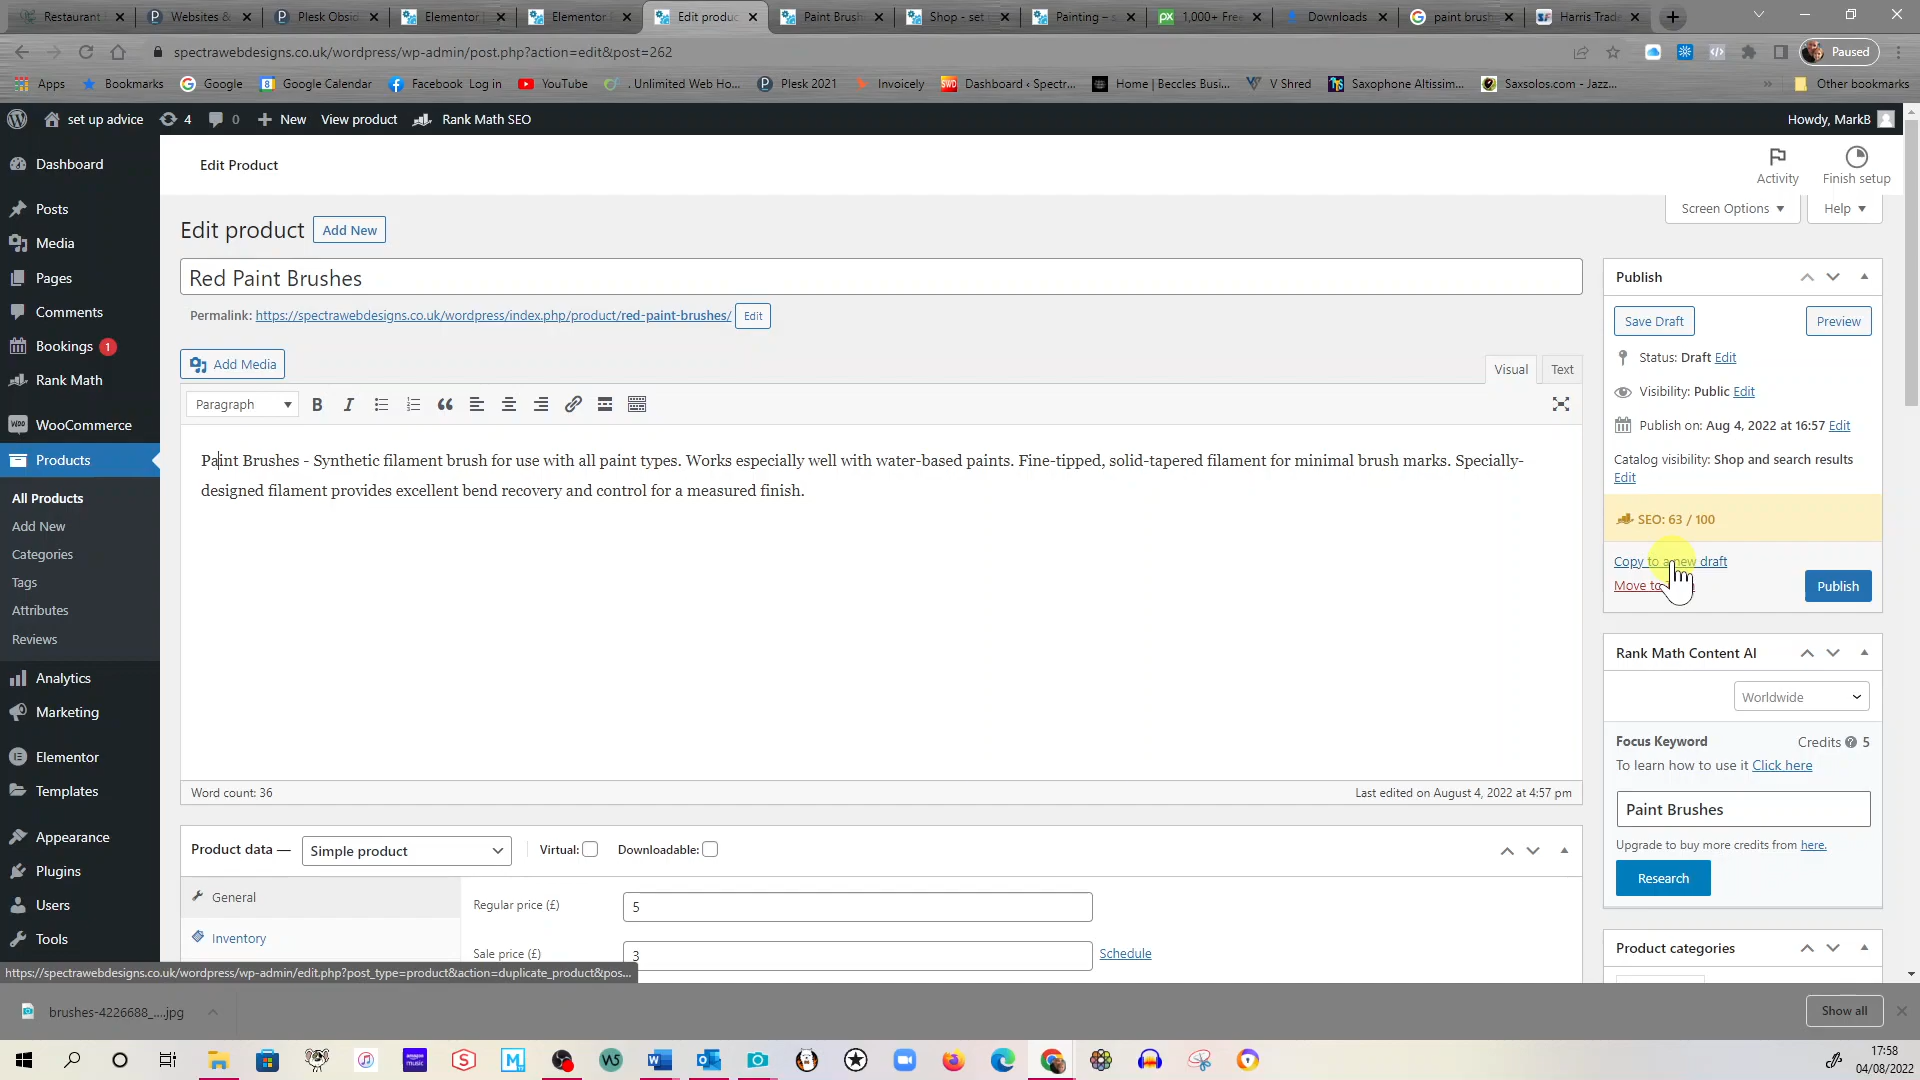 Restaurant
Websites &
Plesk Obsid
Elementor
Elementor
Edit produc
Paint Brush
Shop - set
Painting – s
1,000+ Free
Downloads
paint brush
Harris Trade
spectrawebdesigns.co.uk/wordpress/wp-admin/post.php?action=edit&post=262
Paused
Apps
Bookmarks
Google
Google Calendar
Facebook Log in
YouTube
. Unlimited Web Ho...
Plesk 2021
Invoicely
Dashboard ‹ Spectr...
Home | Beccles Busi...
V Shred
Saxophone Altissim...
Saxsolos.com - Jazz...
»
Other bookmarks
set up advice
4
0
New
View product
Rank Math SEO
Howdy, MarkB
Dashboard
Posts
Media
Pages
Comments
Bookings 1
Rank Math
WooCommerce
Products
All Products
Add New
Categories
Tags
Attributes
Reviews
Analytics
Marketing
Elementor
Templates
Appearance
Plugins
Users
Tools
Edit Product
Activity
Finish setup
Screen Options
Help
Edit product
Add New
Red Paint Brushes
Permalink: https://spectrawebdesigns.co.uk/wordpress/index.php/product/red-paint-brushes/ Edit
Add Media
Visual
Text
Paragraph
Paint Brushes - Synthetic filament brush for use with all paint types. Works especially well with water-based paints. Fine-tipped, solid-tapered filament for minimal brush marks. Specially-
designed filament provides excellent bend recovery and control for a measured finish.
Word count: 36
Last edited on August 4, 2022 at 4:57 pm
Product data —
Simple product
Virtual:
Downloadable:
General
Inventory
Regular price (£)
5
Sale price (£)
3
Schedule
Publish
Save Draft
Preview
Status: Draft Edit
Visibility: Public Edit
Publish on: Aug 4, 2022 at 16:57 Edit
Catalog visibility: Shop and search results
Edit
SEO: 63 / 100
Copy to a new draft
Move to
Publish
Rank Math Content AI
Worldwide
Focus Keyword
Credits 5
To learn how to use it Click here
Paint Brushes
Upgrade to buy more credits from here.
Research
Product categories
https://spectrawebdesigns.co.uk/wordpress/wp-admin/edit.php?post_type=product&action=duplicate_product&pos...
brushes-4226688_....jpg
Show all
17:58
04/08/2022